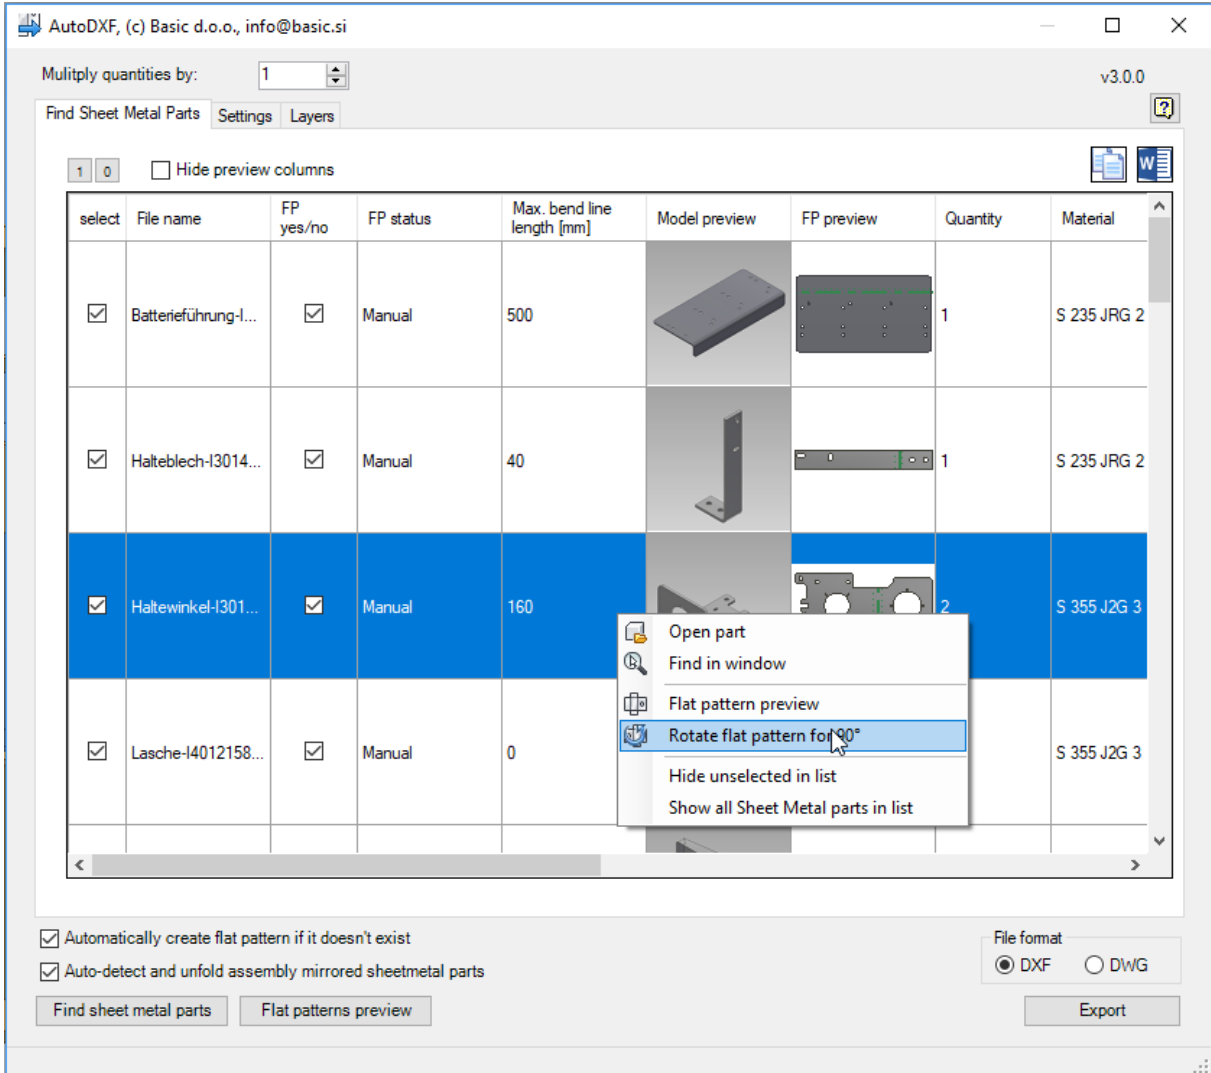 AutoDXF, (c) Basic d.o.o., info@basic.si
Mulitply quantities by:
1
v3.0.0
Find Sheet Metal Parts Settings Layers
1 0 Hide preview columns
W
select File name FP yes/no FP status Max. bend line length [mm] Model preview FP preview Quantity Material
Batterieführung-I... Manual 500 1 S 235 JRG 2
Halteblech-I3014... Manual 40 1 S 235 JRG 2
Haltewinkel-I301... Manual 160 2 S 355 J2G 3
Lasche-I4012158... Manual 0 S 355 J2G 3
Open part
Find in window
Flat pattern preview
Rotate flat pattern for 90°
Hide unselected in list
Show all Sheet Metal parts in list
Automatically create flat pattern if it doesn't exist
Auto-detect and unfold assembly mirrored sheetmetal parts
File format
DXF DWG
Find sheet metal parts Flat patterns preview Export